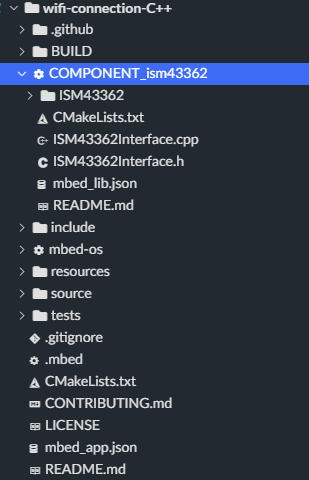 wifi-connection-C++
.github
BUILD
COMPONENT_ism43362
ISM43362
CMakeLists.txt
ISM43362Interface.cpp
ISM43362Interface.h
mbed_lib.json
README.md
include
mbed-os
resources
source
tests
.gitignore
.mbed
CMakeLists.txt
CONTRIBUTING.md
LICENSE
mbed_app.json
README.md